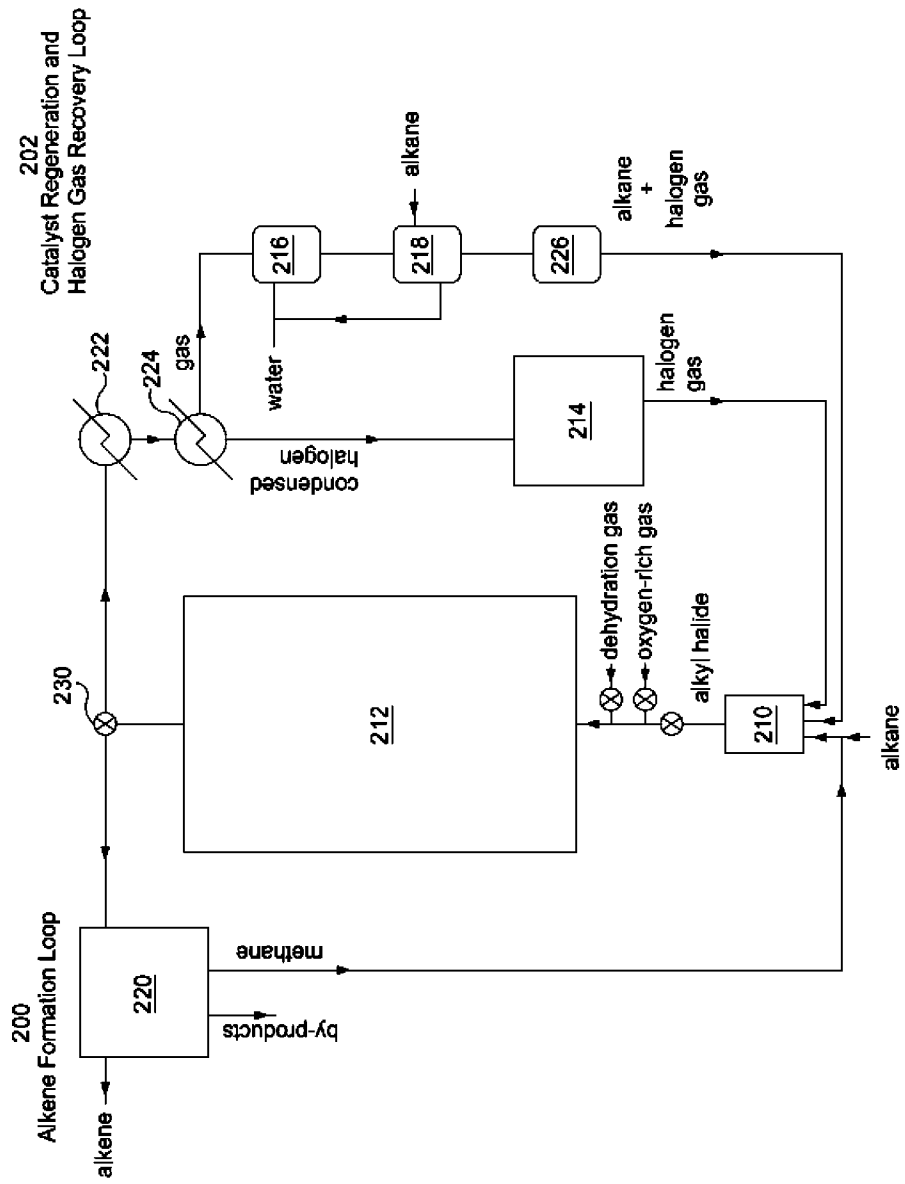 200
Alkene Formation Loop
202
Catalyst Regeneration and
Halogen Gas Recovery Loop
alkene
220
by-products
methane
230
212
222
224
gas
condensed
halogen
water
216
218
alkane
226
214
halogen
gas
alkane
+
halogen
gas
dehydration gas
oxygen-rich gas
alkyl halide
210
alkane